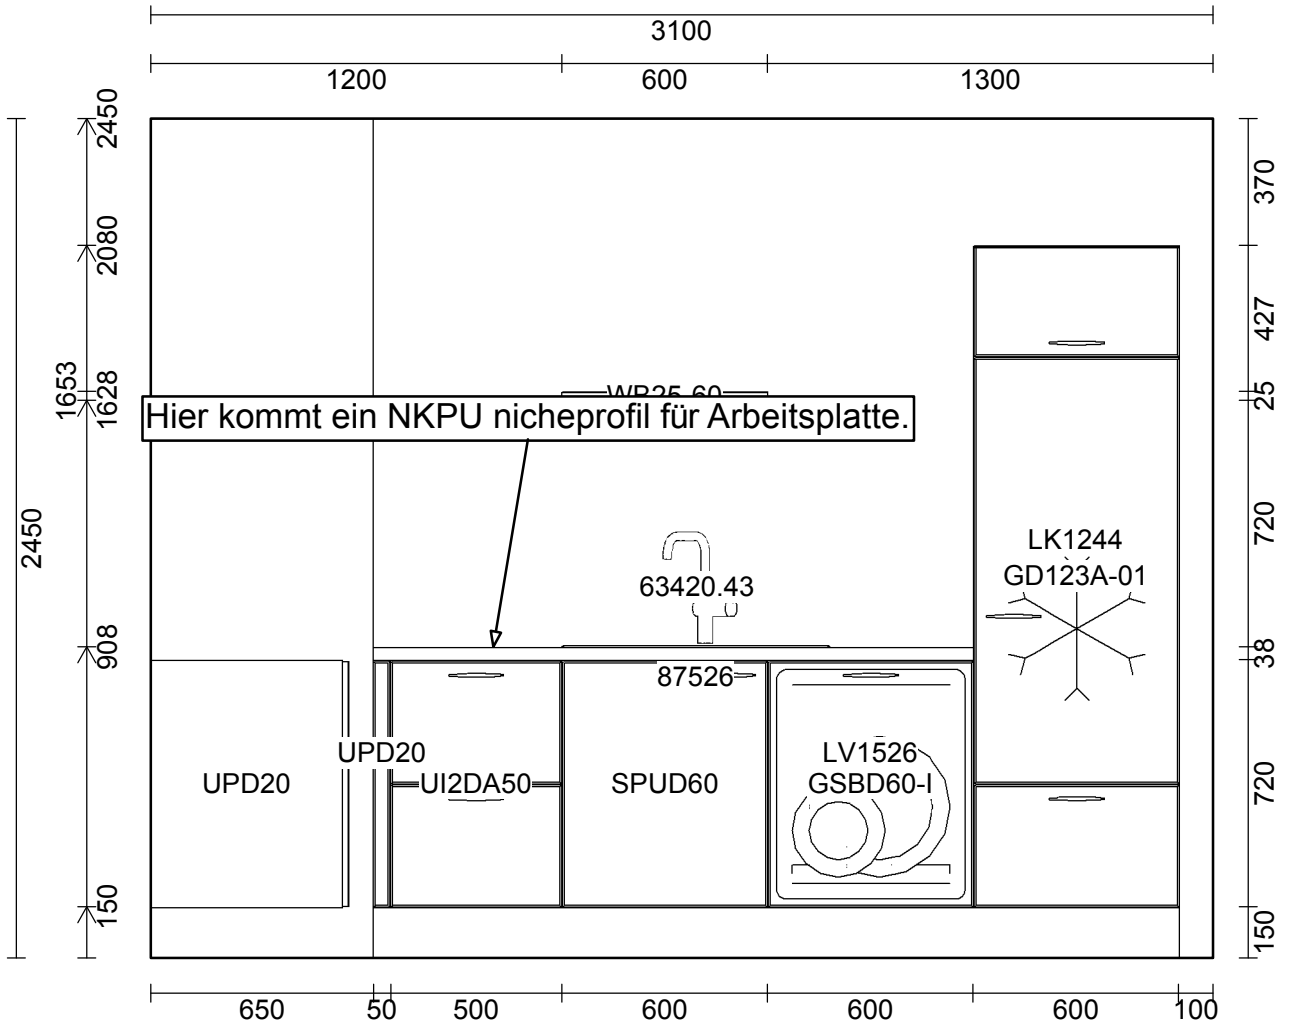 3100
1200 600 1300
2450
2080
1653
1628
908
150
2450
370
427
25
720
38
720
150
WB25-60
Hier kommt ein NKPU nicheprofil für Arbeitsplatte.
63420.43
LK1244
GD123A-01
87526
UPD20
UPD20
UI2DA50
SPUD60
LV1526
GSBD60-I
650 50 500 600 600 600 100